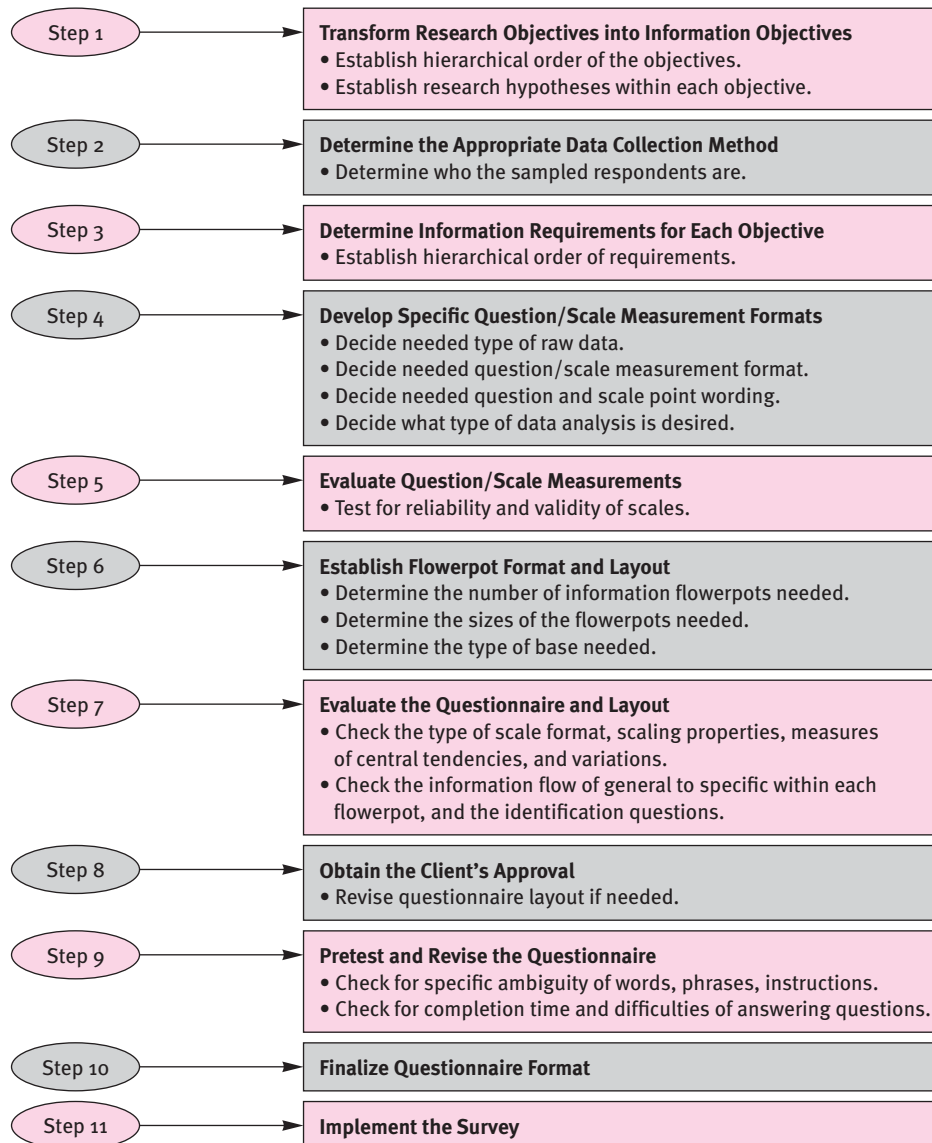 Step 1
Transform Research Objectives into Information Objectives
• Establish hierarchical order of the objectives.
• Establish research hypotheses within each objective.
Step 2
Determine the Appropriate Data Collection Method
• Determine who the sampled respondents are.
Step 3
Determine Information Requirements for Each Objective
• Establish hierarchical order of requirements.
Step 4
Develop Specific Question/Scale Measurement Formats
• Decide needed type of raw data.
• Decide needed question/scale measurement format.
• Decide needed question and scale point wording.
• Decide what type of data analysis is desired.
Step 5
Evaluate Question/Scale Measurements
• Test for reliability and validity of scales.
Step 6
Establish Flowerpot Format and Layout
• Determine the number of information flowerpots needed.
• Determine the sizes of the flowerpots needed.
• Determine the type of base needed.
Step 7
Evaluate the Questionnaire and Layout
• Check the type of scale format, scaling properties, measures
of central tendencies, and variations.
• Check the information flow of general to specific within each
flowerpot, and the identification questions.
Step 8
Obtain the Client's Approval
• Revise questionnaire layout if needed.
Step 9
Pretest and Revise the Questionnaire
• Check for specific ambiguity of words, phrases, instructions.
• Check for completion time and difficulties of answering questions.
Step 10
Finalize Questionnaire Format
Step 11
Implement the Survey